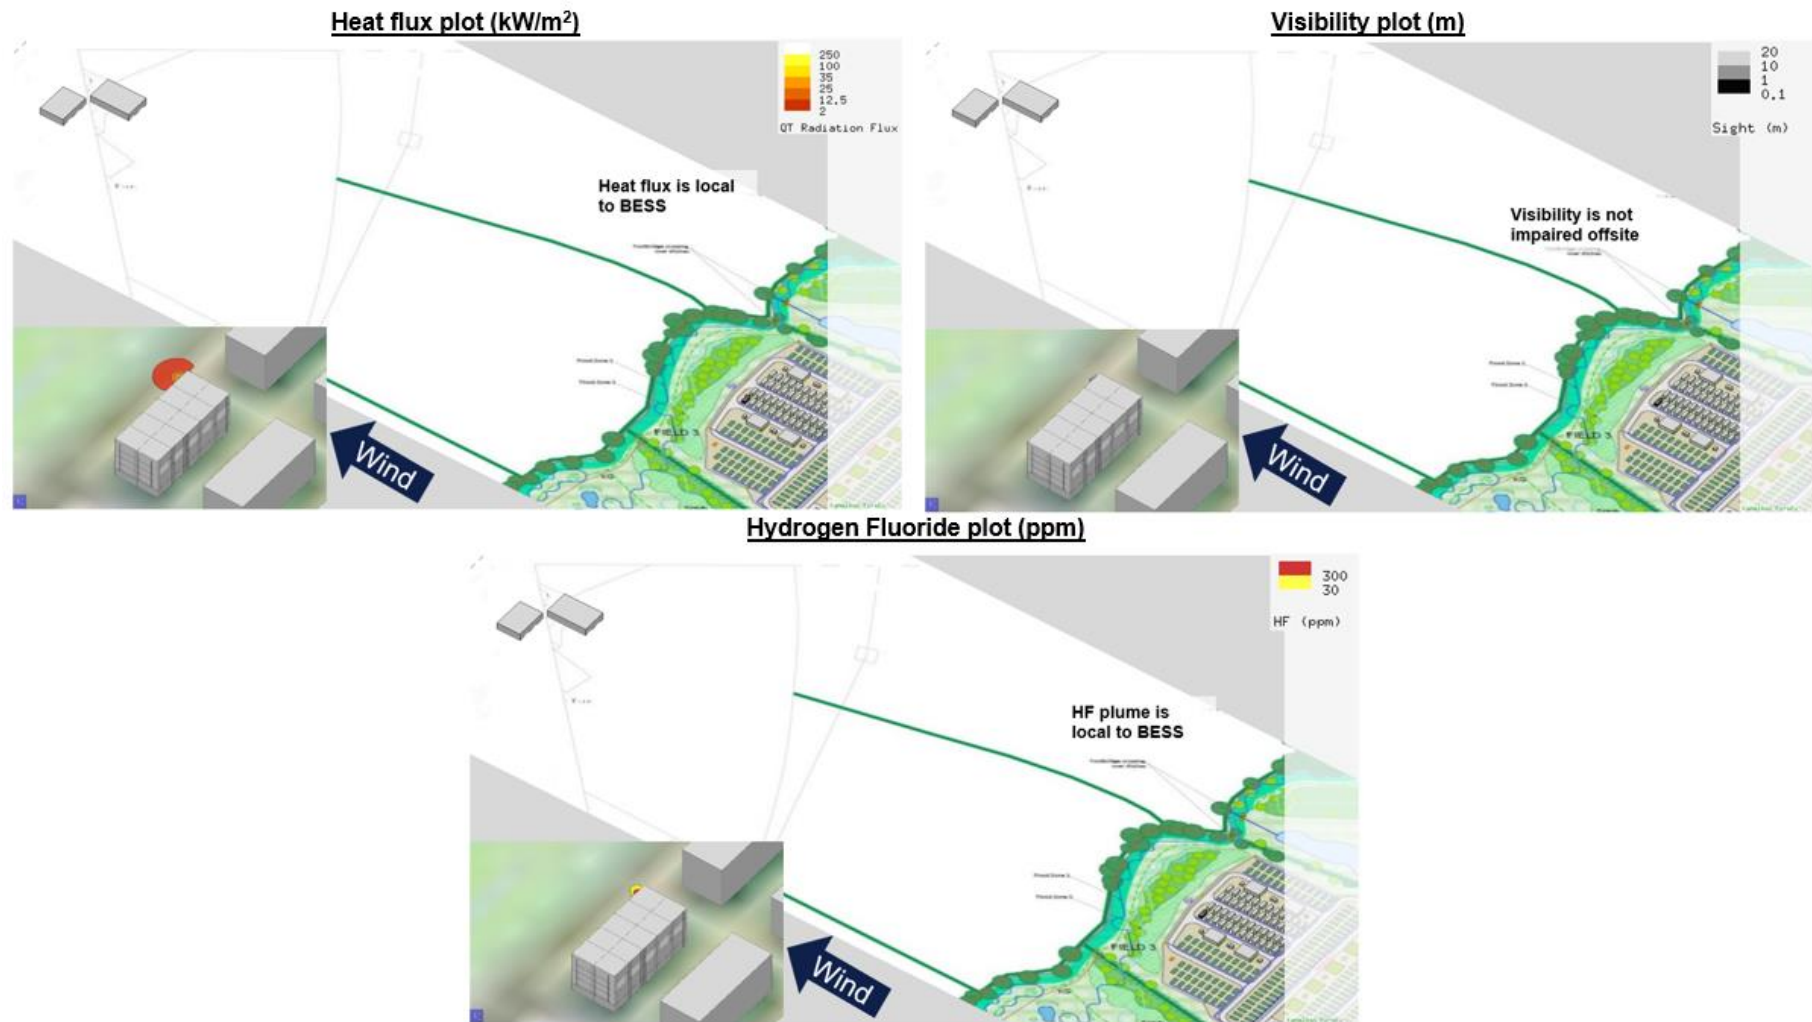 Heat flux plot (kW/m²)
250
100
35
25
12.5
2
QT Radiation Flux
Heat flux is local
to BESS
FIELD 3
Wind
Visibility plot (m)
20
10
1
0.1
Sight (m)
Visibility is not
impaired offsite
FIELD 3
Wind
Hydrogen Fluoride plot (ppm)
300
30
HF (ppm)
HF plume is
local to BESS
FIELD 3
Wind